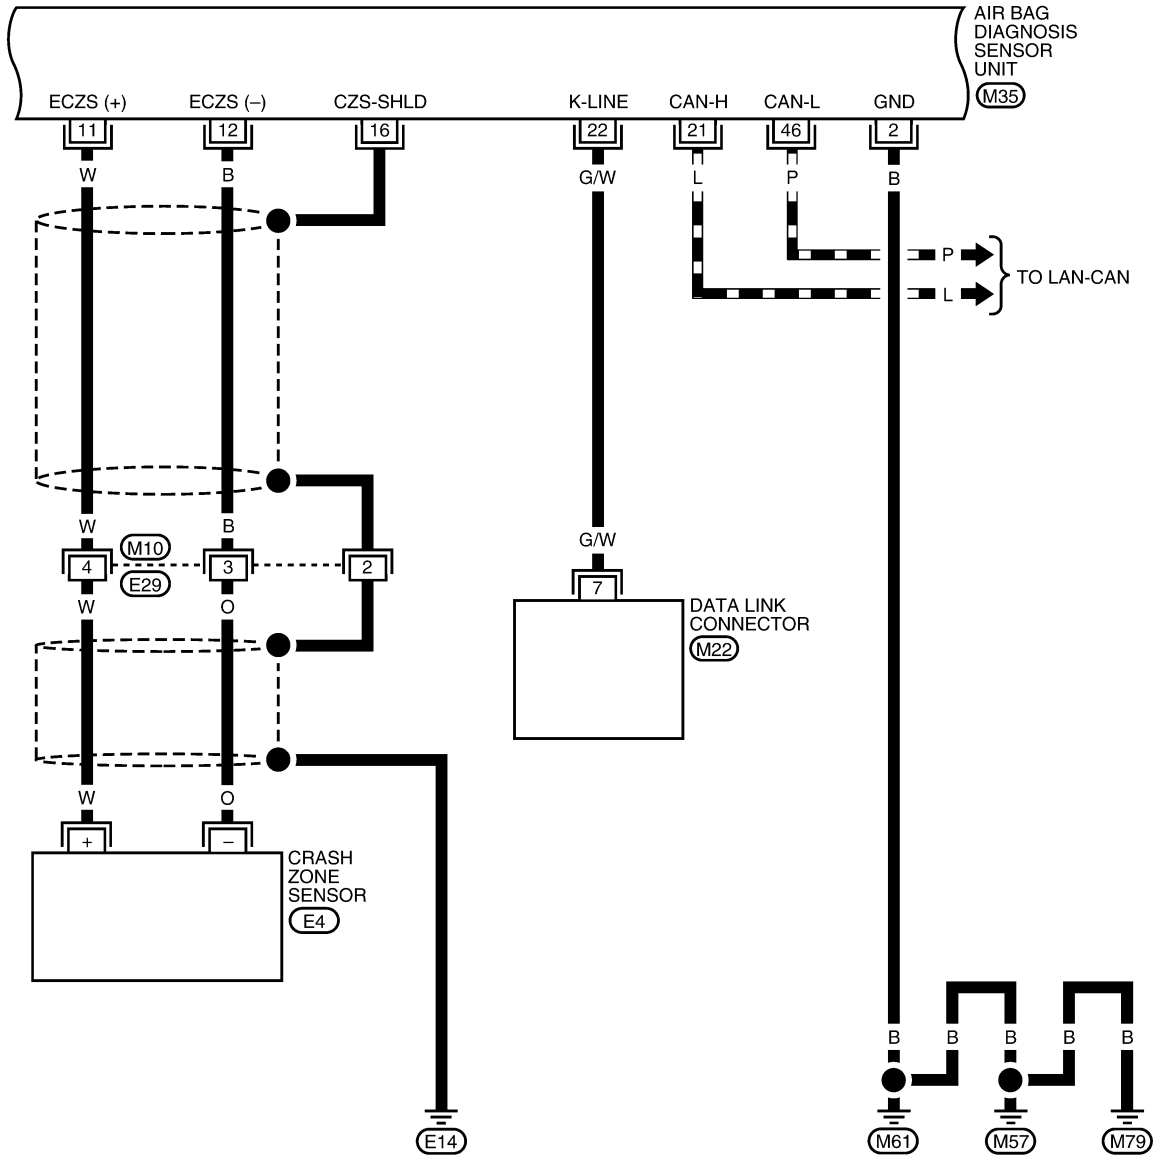 AIR BAG
DIAGNOSIS
SENSOR
UNIT
M35
ECZS (+) ECZS (–) CZS-SHLD K-LINE CAN-H CAN-L GND
11 12 16 22 21 46 2
W B G/W L P B
P
TO LAN-CAN
L
W B G/W
M10
4 3 2
E29
7
W O
DATA LINK
CONNECTOR
M22
W O
+ –
CRASH
ZONE
SENSOR
E4
B B B B B
E14 M61 M57 M79